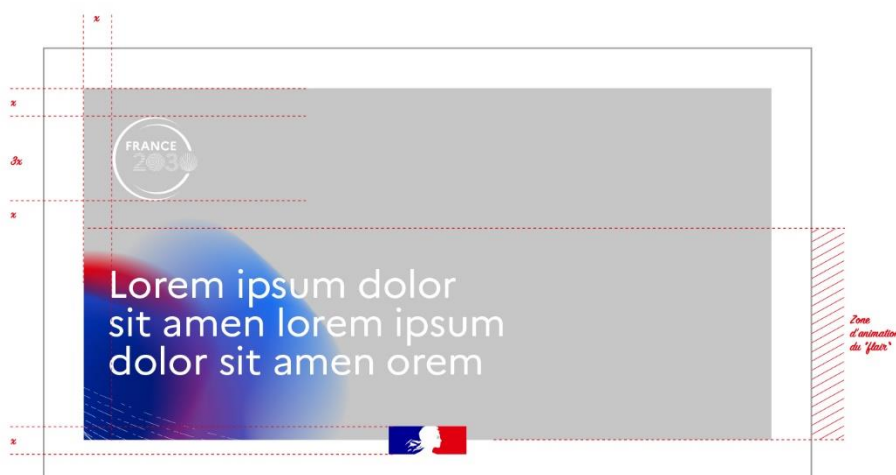 x
x
FRANCE
2030
3x
x
Lorem ipsum dolor
sit amen lorem ipsum
dolor sit amen orem
Zone
d'animation
du "flair"
x